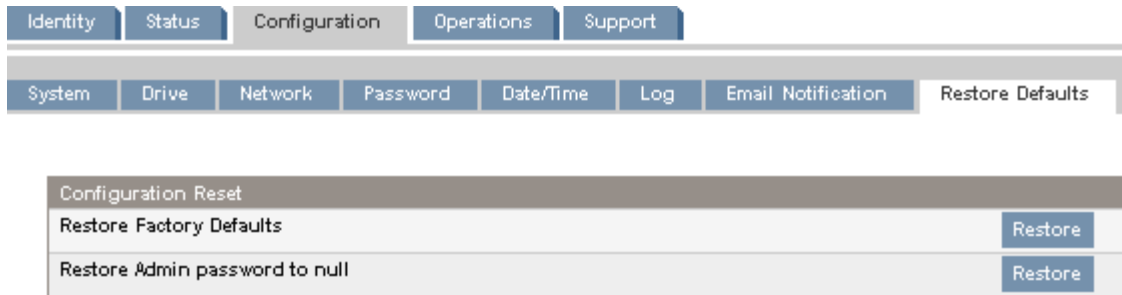 Identity Status Configuration Operations Support
System Drive Network Password Date/Time Log Email Notification Restore Defaults
Configuration Reset
Restore Factory Defaults Restore
Restore Admin password to null Restore